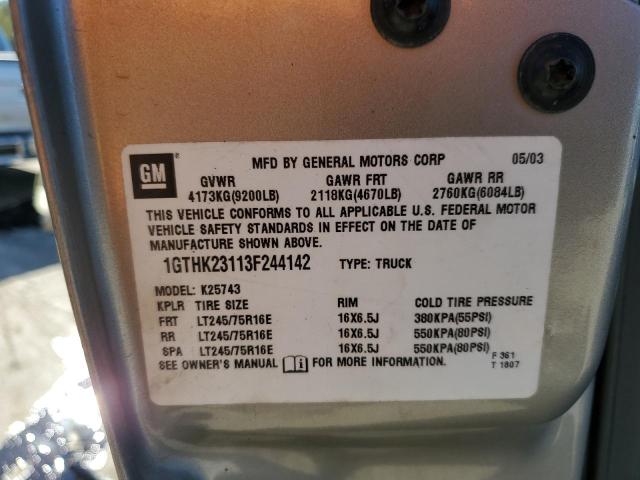 GM ® MFD BY GENERAL MOTORS CORP 05/03
GVWR GAWR FRT GAWR RR
4173KG(9200LB) 2118KG(4670LB) 2760KG(6084LB)
THIS VEHICLE CONFORMS TO ALL APPLICABLE U.S. FEDERAL MOTOR
VEHICLE SAFETY STANDARDS IN EFFECT ON THE DATE OF
MANUFACTURE SHOWN ABOVE.
1GTHK23113F244142 TYPE: TRUCK
MODEL: K25743
KPLR TIRE SIZE RIM COLD TIRE PRESSURE
FRT LT245/75R16E 16X6.5J 380KPA(55PSI)
RR LT245/75R16E 16X6.5J 550KPA(80PSI)
SPA LT245/75R16E 16X6.5J 550KPA(80PSI)
SEE OWNER'S MANUAL FOR MORE INFORMATION.
F 361
T 1807